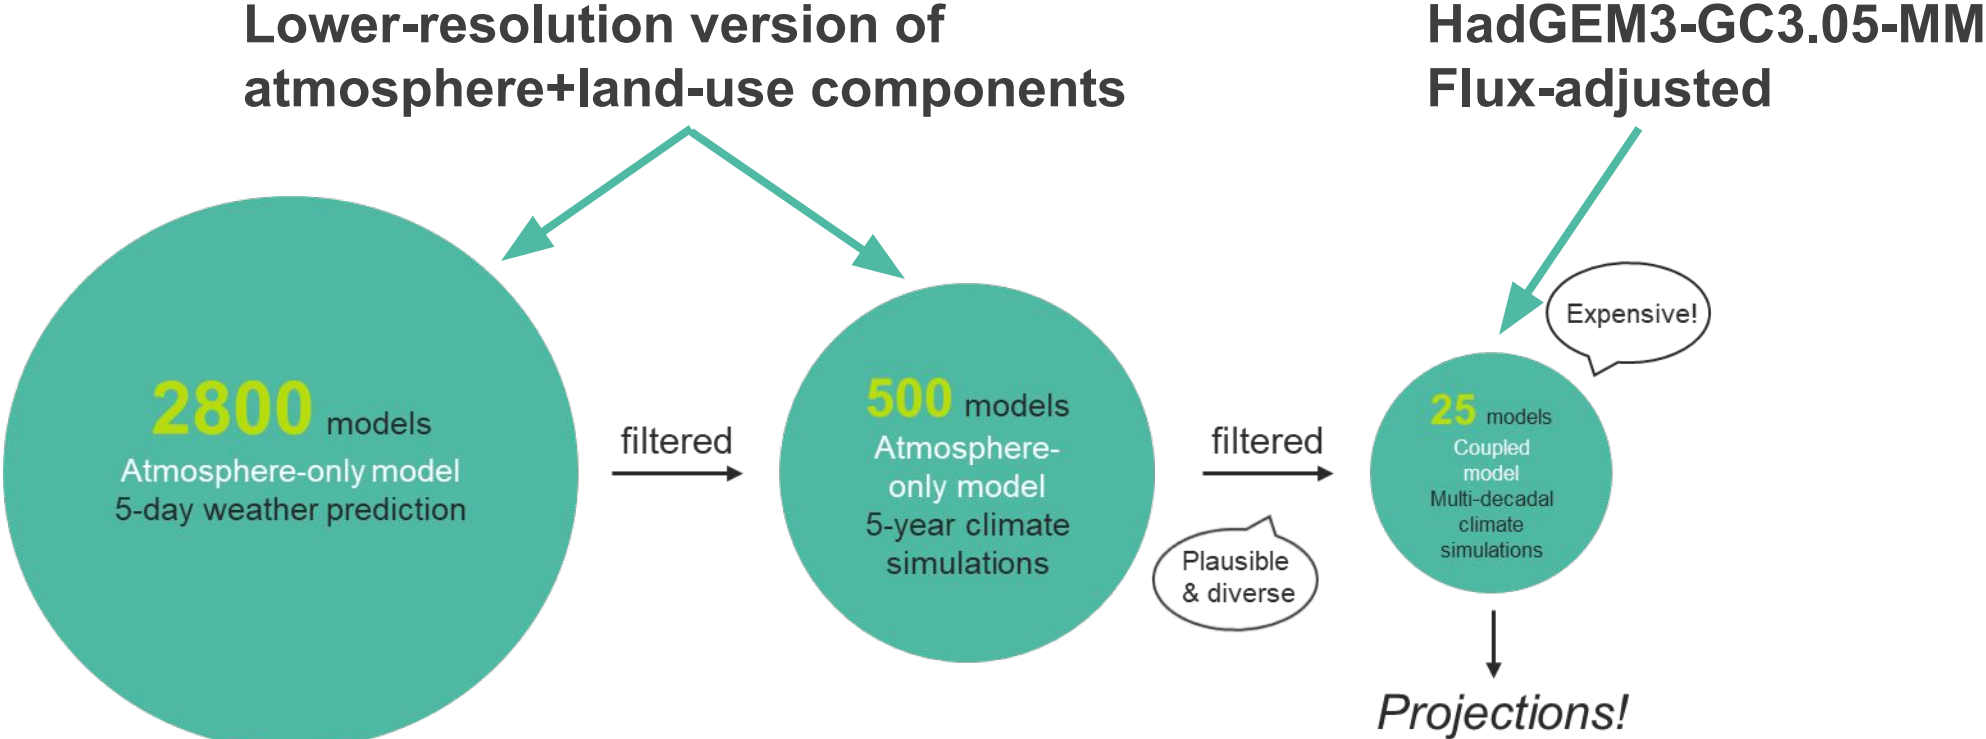 Lower-resolution version of
atmosphere+land-use components
HadGEM3-GC3.05-MM
Flux-adjusted
2800 models
Atmosphere-only model
5-day weather prediction
filtered
500 models
Atmosphere-
only model
5-year climate
simulations
filtered
Plausible
& diverse
Expensive!
25 models
Coupled
model
Multi-decadal
climate
simulations
Projections!